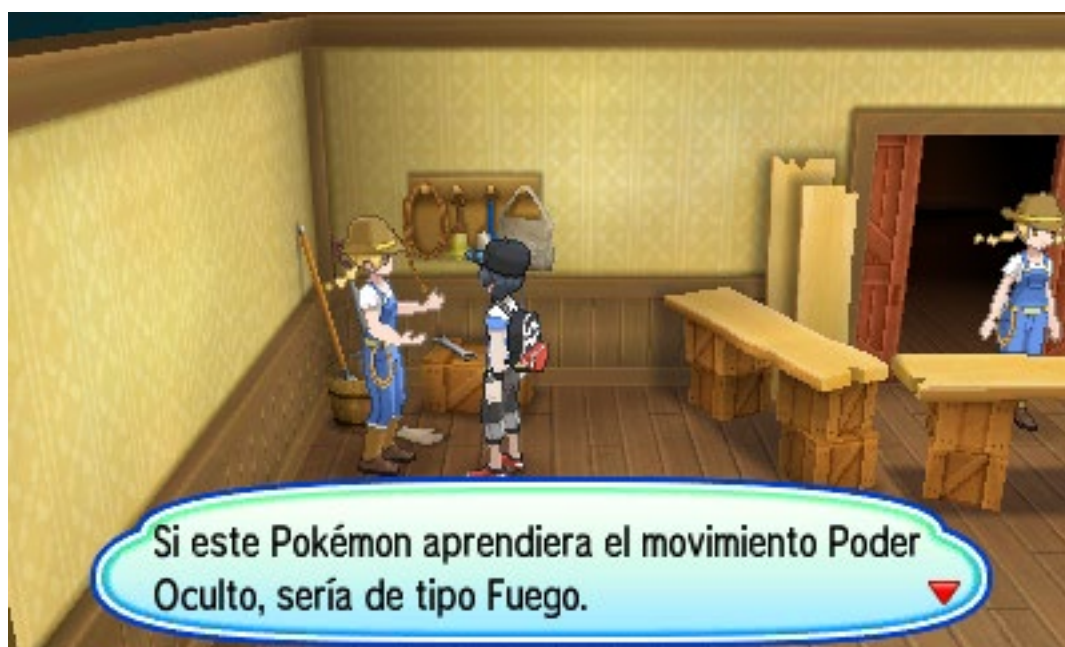 Si este Pokémon aprendiera el movimiento Poder
Oculto, sería de tipo Fuego.